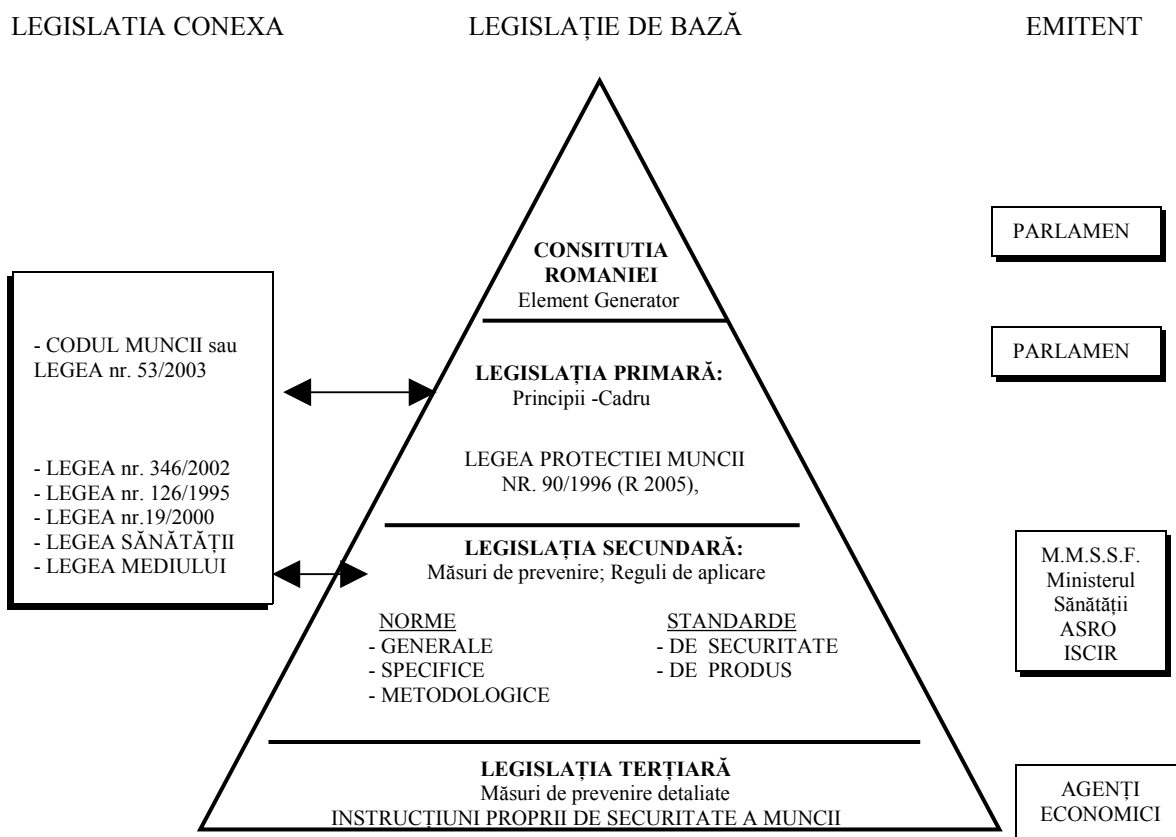 LEGISLATIA CONEXA
LEGISLAȚIE DE BAZĂ
EMITENT
CONSITUTIA
ROMANIEI
Element Generator
PARLAMEN
- CODUL MUNCII sau
LEGEA nr. 53/2003
- LEGEA nr. 346/2002
- LEGEA nr. 126/1995
- LEGEA nr.19/2000
- LEGEA SĂNĂTĂȚII
- LEGEA MEDIULUI
LEGISLAȚIA PRIMARĂ:
Principii -Cadru
LEGEA PROTECTIEI MUNCII
NR. 90/1996 (R 2005),
PARLAMEN
LEGISLAȚIA SECUNDARĂ:
Măsuri de prevenire; Reguli de aplicare
NORME
- GENERALE
- SPECIFICE
- METODOLOGICE
STANDARDE
- DE SECURITATE
- DE PRODUS
M.M.S.S.F.
Ministerul
Sănătății
ASRO
ISCIR
LEGISLAȚIA TERȚIARĂ
Măsuri de prevenire detaliate
INSTRUCȚIUNI PROPRII DE SECURITATE A MUNCII
AGENȚI
ECONOMICI